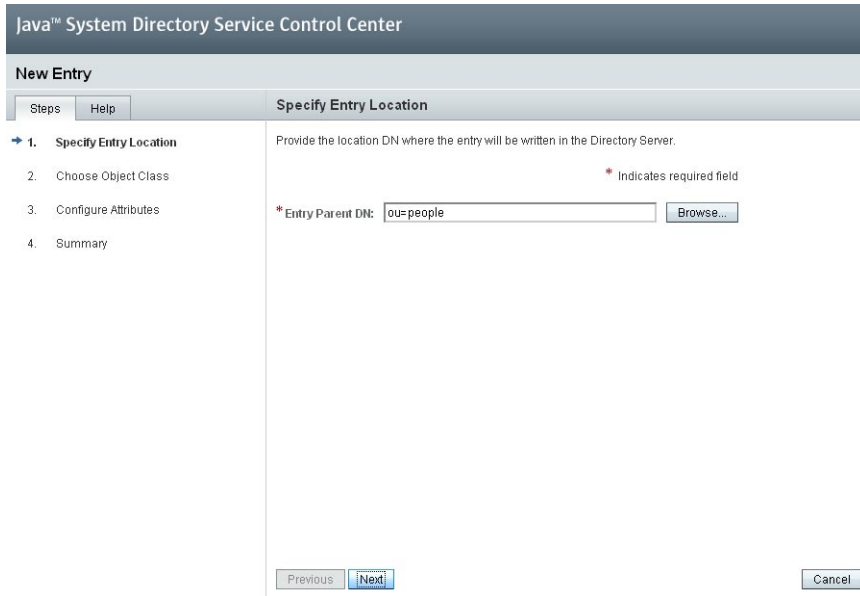 Java™ System Directory Service Control Center
New Entry
Steps Help
1. Specify Entry Location
2. Choose Object Class
3. Configure Attributes
4. Summary
Specify Entry Location
Provide the location DN where the entry will be written in the Directory Server.
* Indicates required field
* Entry Parent DN: ou=people Browse...
Previous Next Cancel